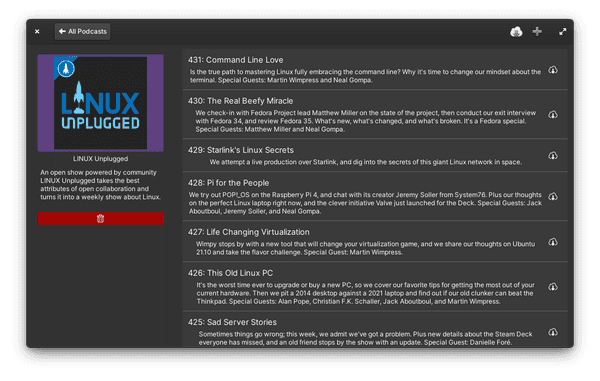 All Podcasts
LINUX
UNPLUGGED
LINUX Unplugged
An open show powered by community
LINUX Unplugged takes the best
attributes of open collaboration and
turns it into a weekly show about Linux.
431: Command Line Love
Is the true path to mastering Linux fully embracing the command line? Why it's time to change our mindset about the
terminal. Special Guests: Martin Wimpress and Neal Gompa.
430: The Real Beefy Miracle
We check-in with Fedora Project lead Matthew Miller on the state of the project, then conduct our exit interview
with Fedora 34, and review Fedora 35. What's new, what's changed, and what's broken. It's a Fedora special.
Special Guests: Matthew Miller and Neal Gompa.
429: Starlink's Linux Secrets
We attempt a live production over Starlink, and dig into the secrets of this giant Linux network in space.
428: Pi for the People
We try out POP!_OS on the Raspberry Pi 4, and chat with its creator Jeremy Soller from System76. Plus our thoughts
on the perfect Linux laptop right now, and the clever initiative Valve just launched for the Deck. Special Guests: Jack
Aboutboul, Jeremy Soller, and Neal Gompa.
427: Life Changing Virtualization
Wimpy stops by with a new tool that will change your virtualization game, and we share our thoughts on Ubuntu
21.10 and take the flavor challenge. Special Guest: Martin Wimpress.
426: This Old Linux PC
It's the worst time ever to upgrade or buy a new PC, so we cover our favorite tips for getting the most out of your
current hardware. Then we pit a 2014 desktop against a 2021 laptop and find out if our old clunker can beat the
Thinkpad. Special Guests: Alan Pope, Christian F.K. Schaller, Jack Aboutboul, and Martin Wimpress.
425: Sad Server Stories
Sometimes things go wrong; this week, we admit we've got a problem. Plus new details about the Steam Deck
everyone has missed, and an old friend stops by the show with an update. Special Guest: Danielle Foré.